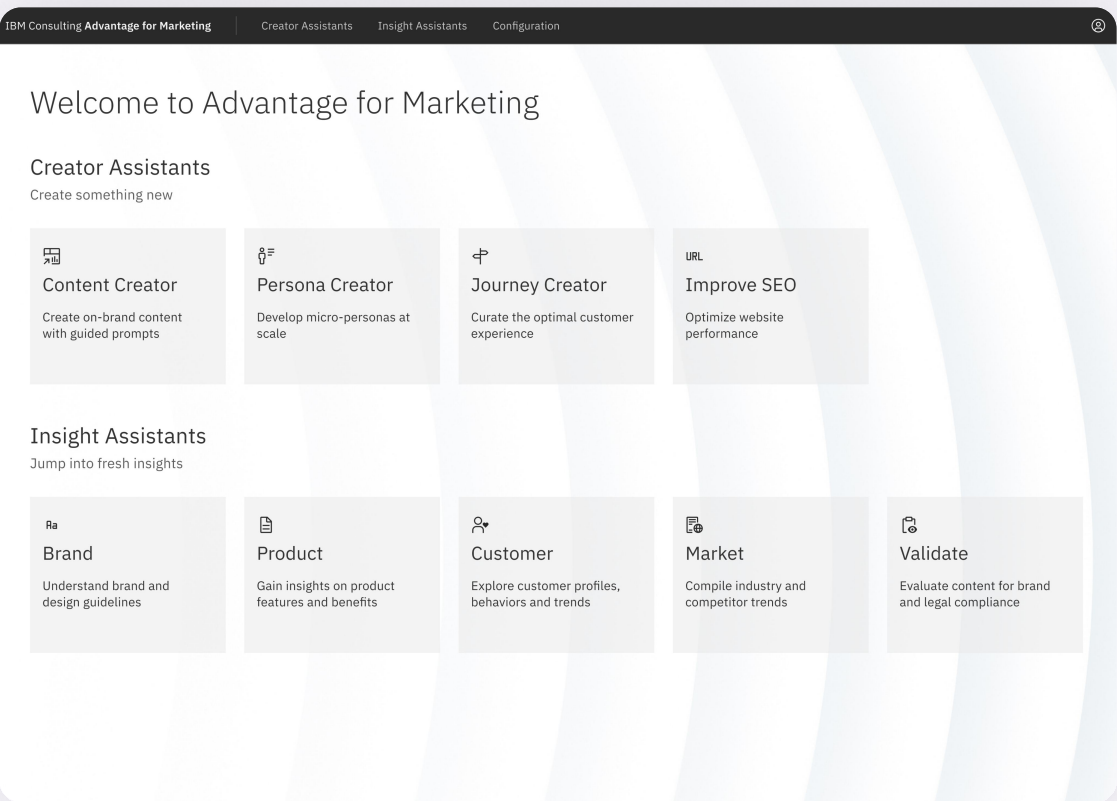 IBM Consulting Advantage for Marketing
Creator Assistants
Insight Assistants
Configuration
Welcome to Advantage for Marketing
Creator Assistants
Create something new
Content Creator
Create on-brand content
with guided prompts
Persona Creator
Develop micro-personas at
scale
Journey Creator
Curate the optimal customer
experience
URL
Improve SEO
Optimize website
performance
Insight Assistants
Jump into fresh insights
Aa
Brand
Understand brand and
design guidelines
Product
Gain insights on product
features and benefits
Customer
Explore customer profiles,
behaviors and trends
Market
Compile industry and
competitor trends
Validate
Evaluate content for brand
and legal compliance